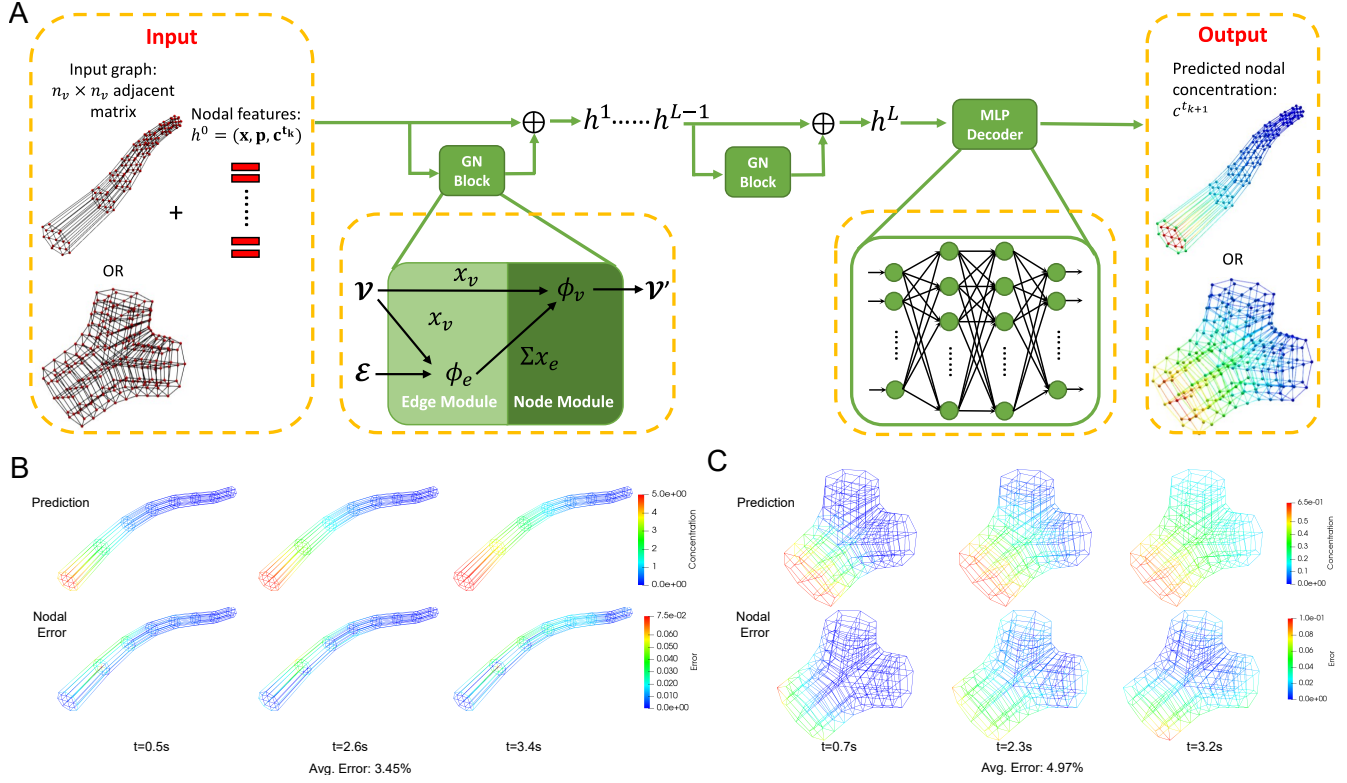 A
Input
Input graph:
n_v × n_v adjacent
matrix
Nodal features:
h^0 = (x, p, c^{t_k})
+
OR
⊕
h^1 ...... h^{L-1}
⊕
h^L
MLP
Decoder
GN
Block
GN
Block
Output
Predicted nodal
concentration:
c^{t_{k+1}}
OR
𝒱
x_v
ϕ_v
𝒱'
x_v
Σx_e
ℰ
ϕ_e
Edge Module
Node Module
B
Prediction
5.0e+00
4
3
2
1
0.0e+00
Concentration
Nodal
Error
7.5e-02
0.060
0.050
0.040
0.030
0.020
0.010
0.0e+00
Error
t=0.5s
t=2.6s
t=3.4s
Avg. Error: 3.45%
C
Prediction
6.5e-01
0.5
0.4
0.3
0.2
0.1
0.0e+00
Concentration
Nodal
Error
1.0e-01
0.08
0.06
0.04
0.02
0.0e+00
Error
t=0.7s
t=2.3s
t=3.2s
Avg. Error: 4.97%